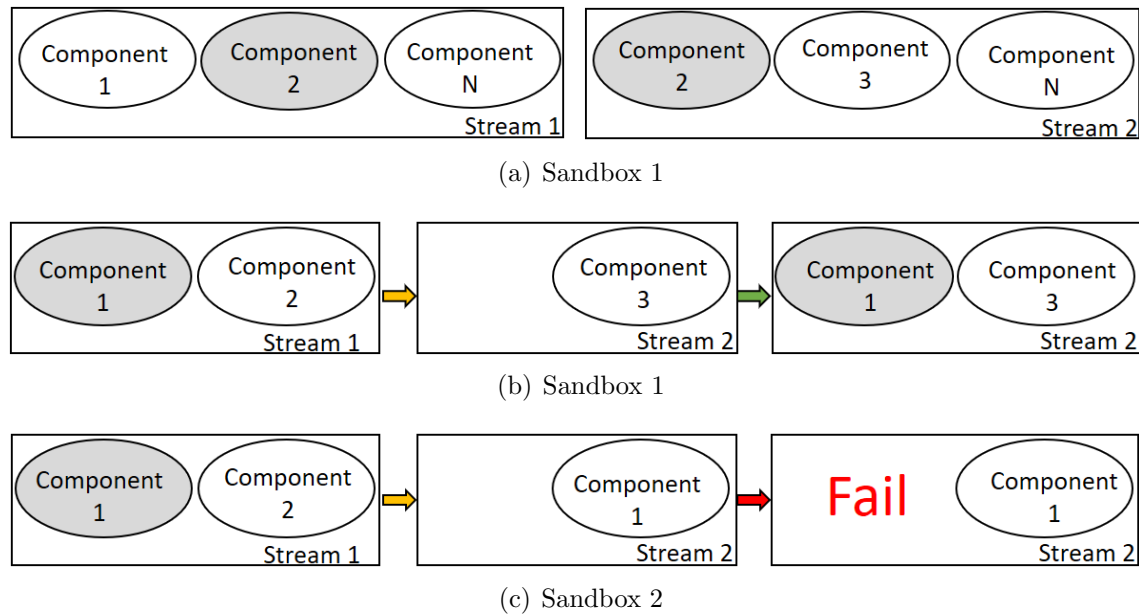 Component
1
Component
2
Component
N
Stream 1
Component
2
Component
3
Component
N
Stream 2
(a) Sandbox 1
Component
1
Component
2
Stream 1
Component
3
Stream 2
Component
1
Component
3
Stream 2
(b) Sandbox 1
Component
1
Component
2
Stream 1
Component
1
Stream 2
Fail
Component
1
Stream 2
(c) Sandbox 2